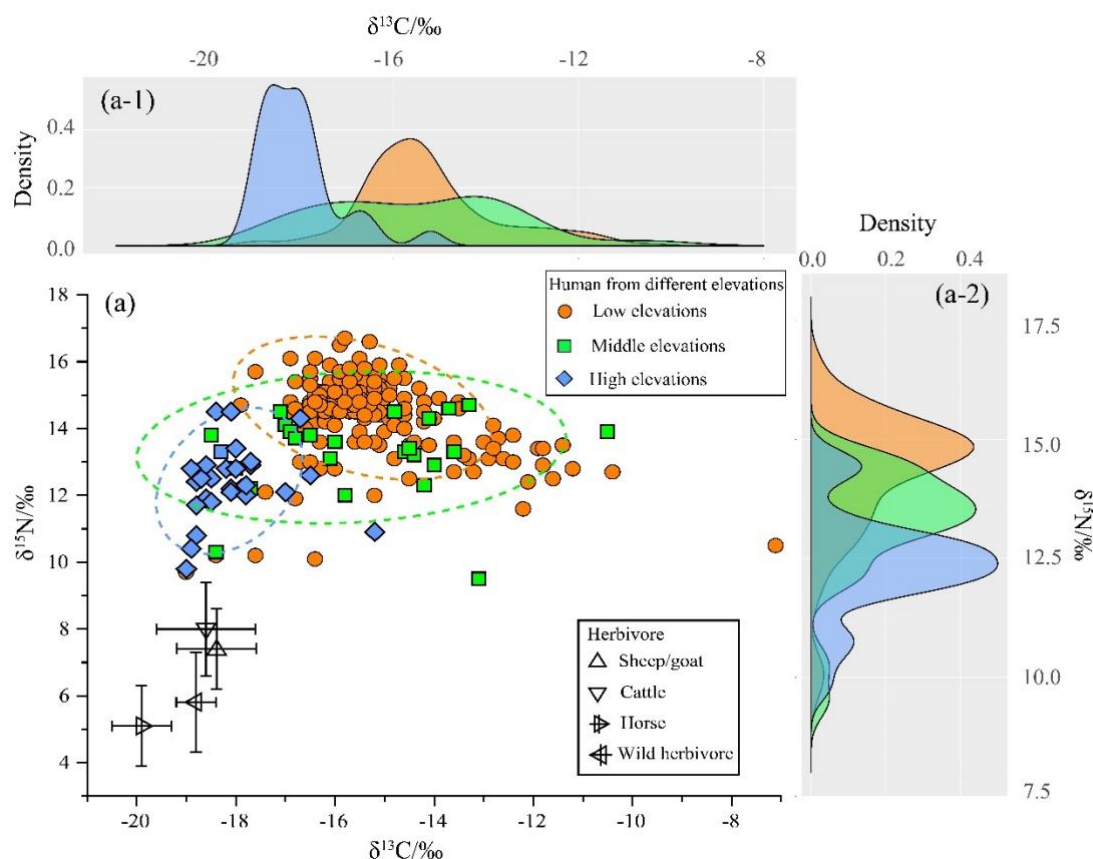 δ¹³C/‰
-20 -16 -12 -8
(a-1)
Density
0.4
0.2
0.0
Density
0.0 0.2 0.4
(a-2)
17.5
15.0
12.5
10.0
7.5
δ¹⁵N/‰
(a)
Human from different elevations
Low elevations
Middle elevations
High elevations
18
16
14
12
10
8
6
4
δ¹⁵N/‰
Herbivore
Sheep/goat
Cattle
Horse
Wild herbivore
-20 -18 -16 -14 -12 -10 -8
δ¹³C/‰